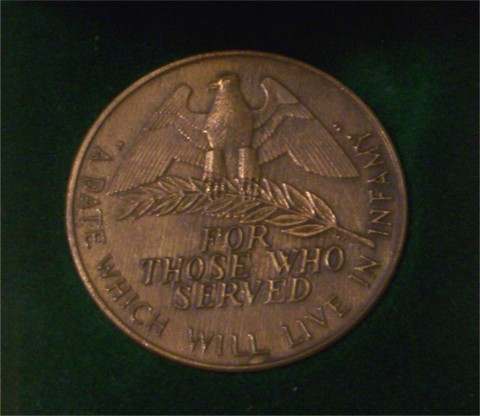 "A DATE WHICH WILL LIVE IN INFAMY"
FOR
THOSE WHO
SERVED